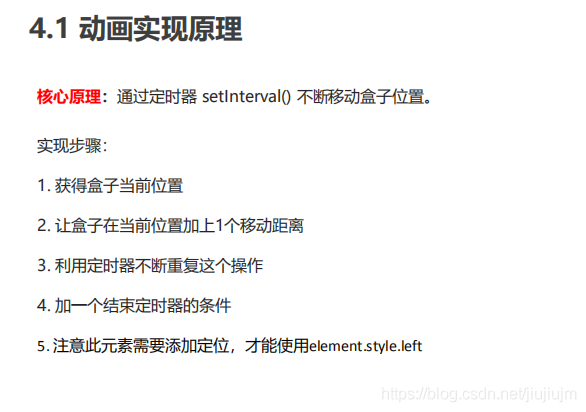 4.1 动画实现原理
核心原理：通过定时器 setInterval() 不断移动盒子位置。
实现步骤：
1. 获得盒子当前位置
2. 让盒子在当前位置加上1个移动距离
3. 利用定时器不断重复这个操作
4. 加一个结束定时器的条件
5. 注意此元素需要添加定位，才能使用element.style.left
https://blog.csdn.net/jiujiujm